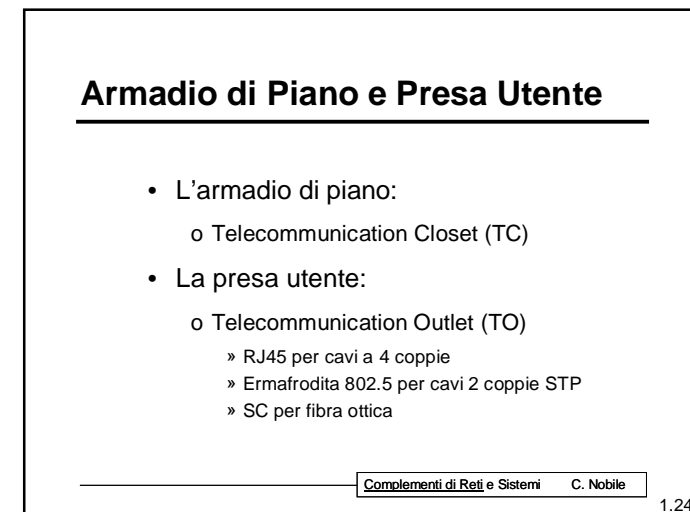 Armadio di Piano e Presa Utente
• L'armadio di piano:
o Telecommunication Closet (TC)
• La presa utente:
o Telecommunication Outlet (TO)
» RJ45 per cavi a 4 coppie
» Ermafrodita 802.5 per cavi 2 coppie STP
» SC per fibra ottica
Complementi di Reti e Sistemi C. Nobile
1.24